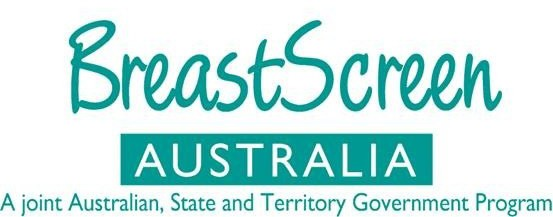 BreastScreen
AUSTRALIA
A joint Australian, State and Territory Government Program